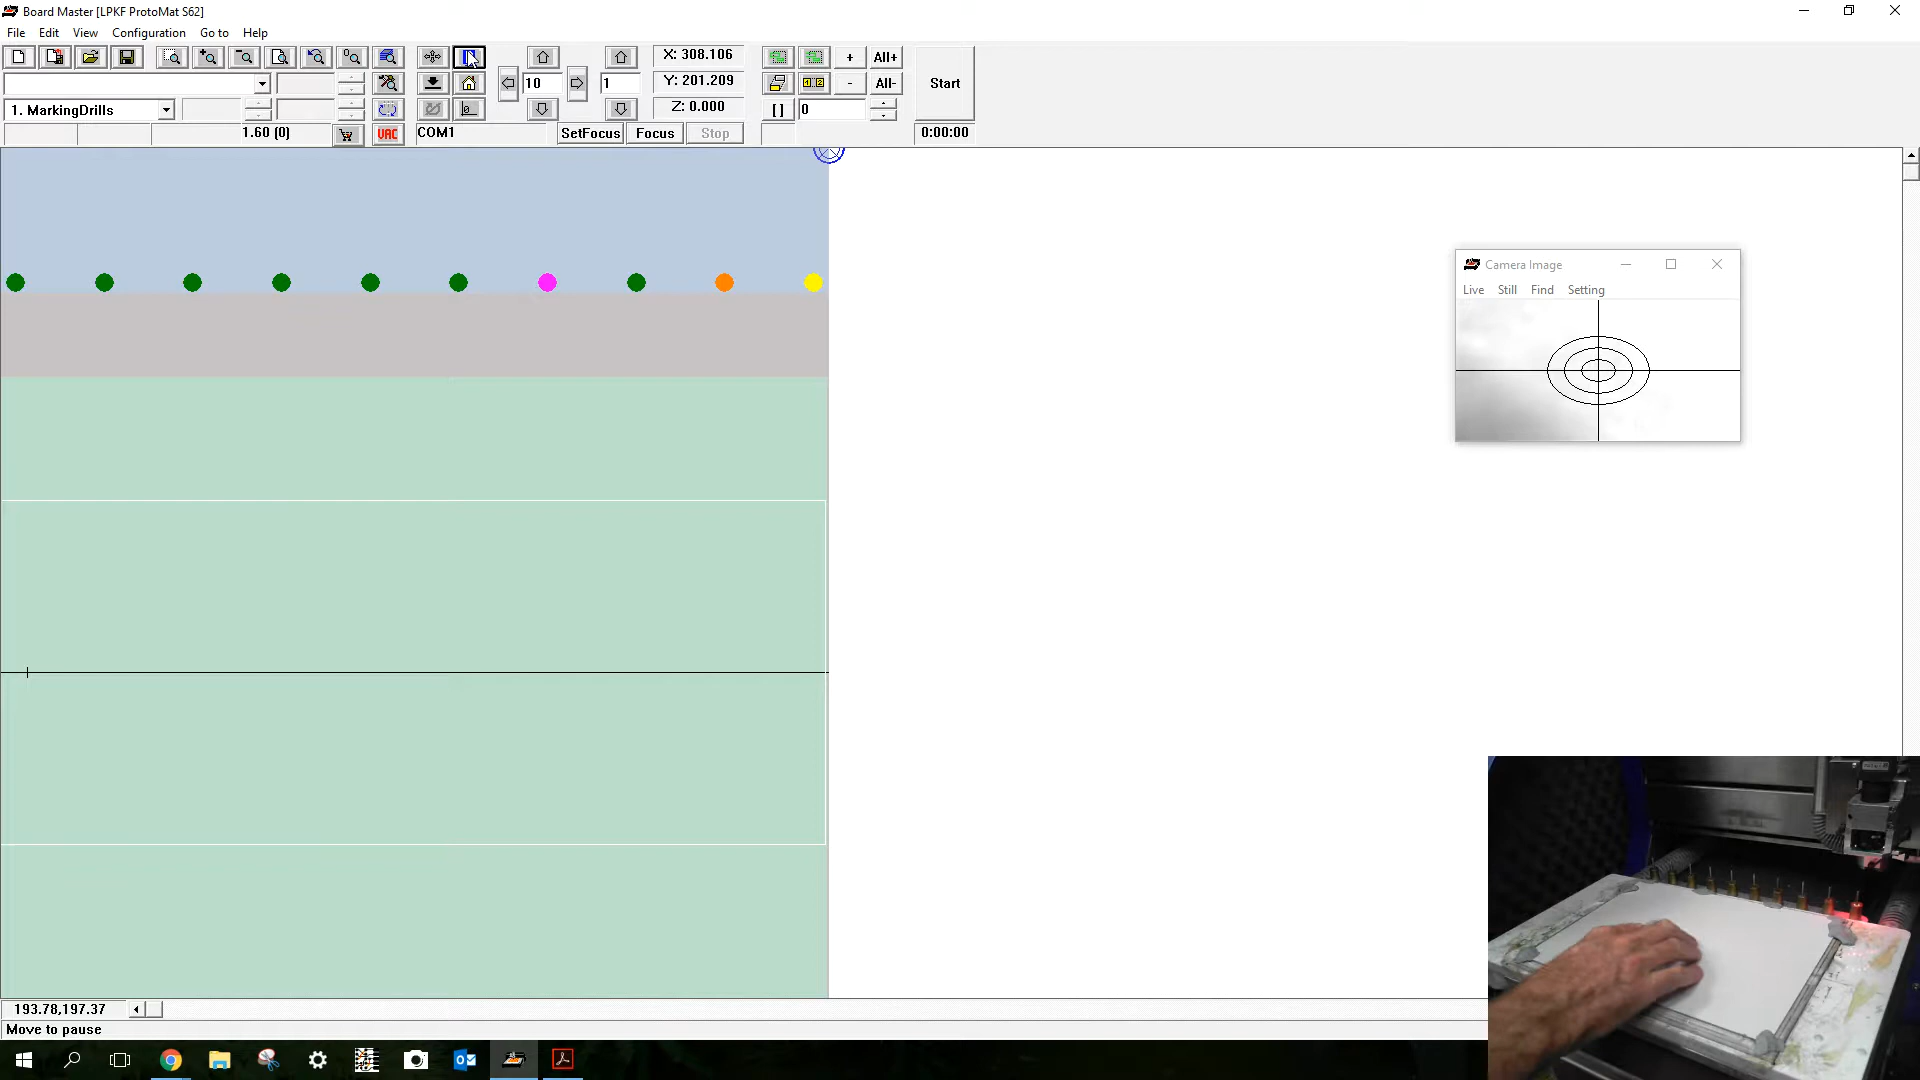 Board Master [LPKF ProtoMat S62]
File Edit View Configuration Go to Help
X: 308.106
+ All+
10 1 Y: 201.209 - All- Start
1. MarkingDrills Z: 0.000 [ ] 0
1.60 (0) VAC COM1 SetFocus Focus Stop 0:00:00
Camera Image
Live Still Find Setting
193.78,197.37
Move to pause